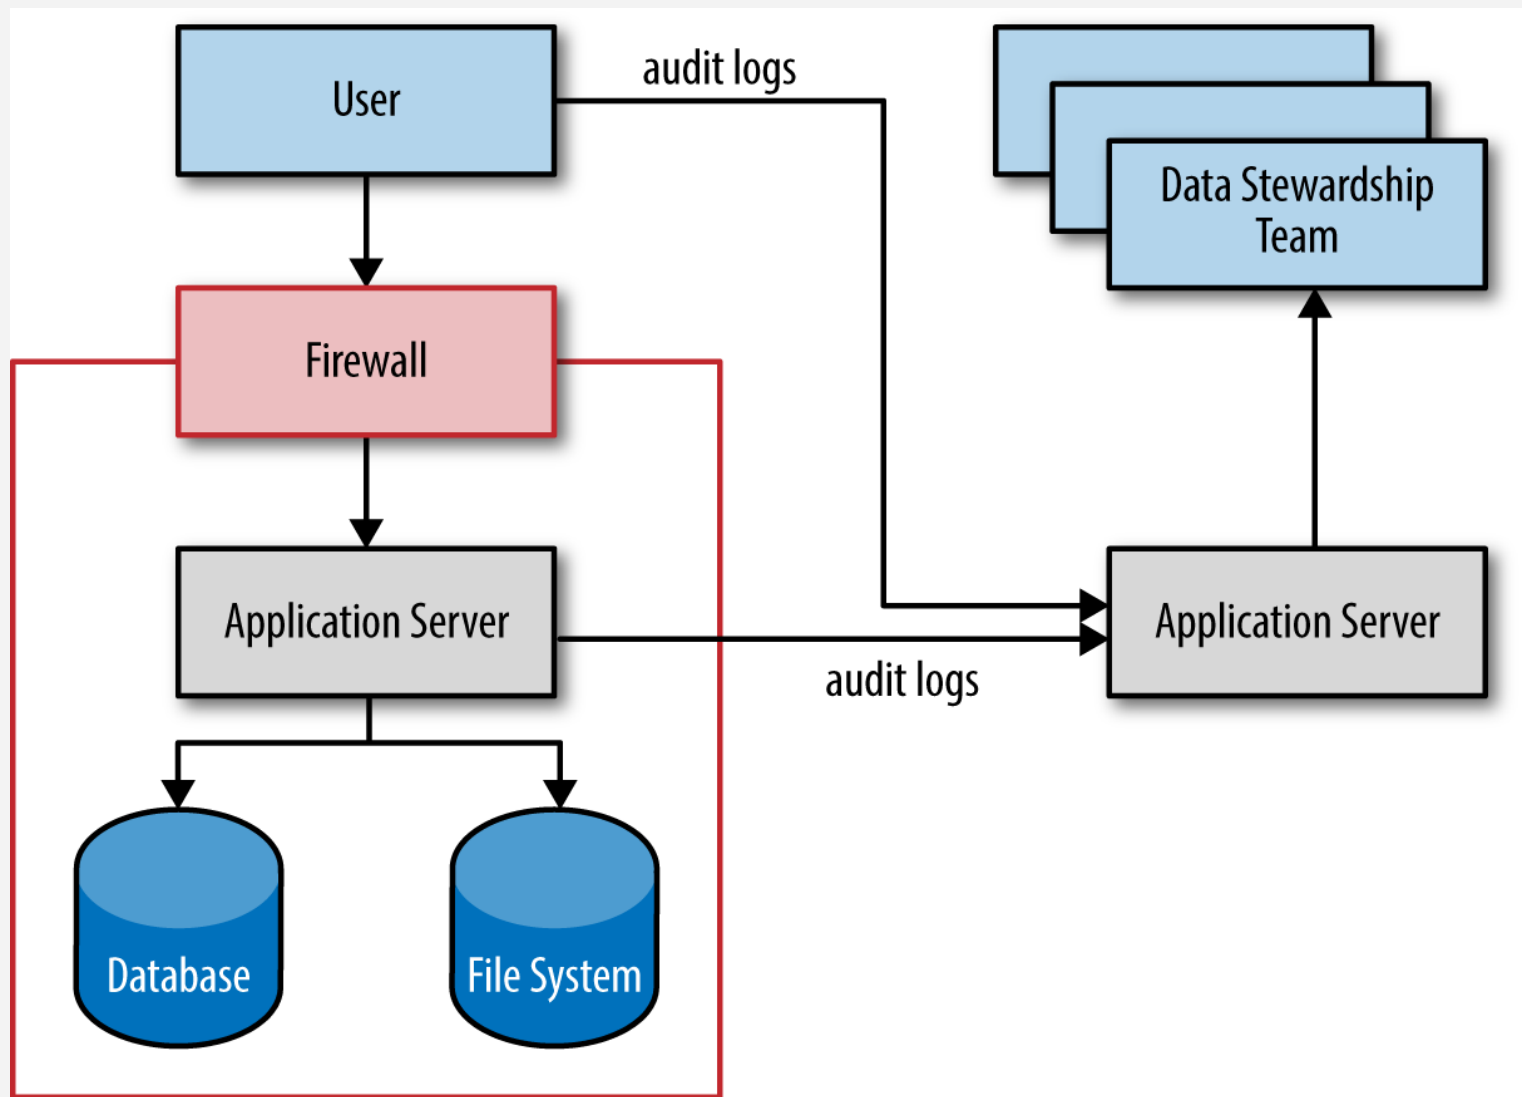 User
audit logs
Data Stewardship
Team
Firewall
Application Server
Application Server
audit logs
Database
File System